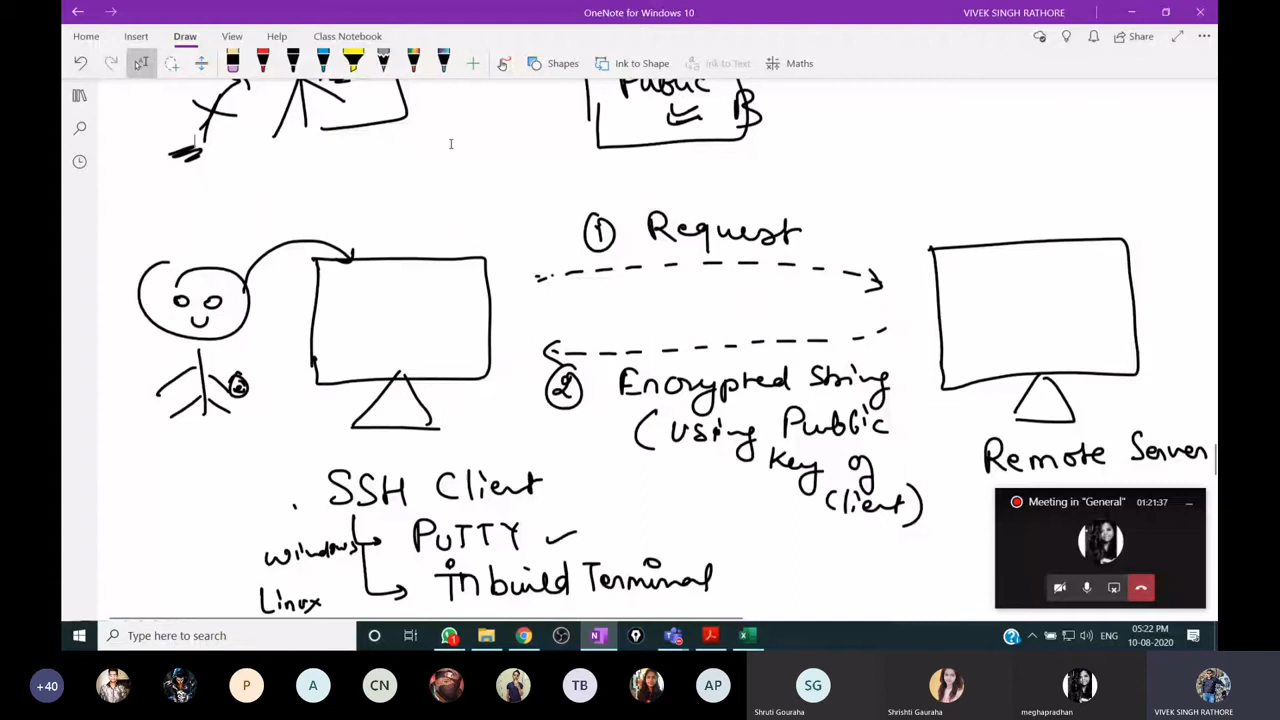 OneNote for Windows 10
VIVEK SINGH RATHORE
Home Insert Draw View Help Class Notebook
Share
Shapes Ink to Shape Ink to Text Maths
Public
B
1 Request
2 Encrypted String
(Using Public
Key of
Client)
Remote Server
SSH Client
Windows PUTTY
Linux Inbuild Terminal
Meeting in "General" 01:21:37
Type here to search
1
ENG
05:22 PM
10-08-2020
+40
P
A
CN
TB
AP
SG
Shruti Gouraha
Shrishti Gauraha
meghapradhan
VIVEK SINGH RATHORE